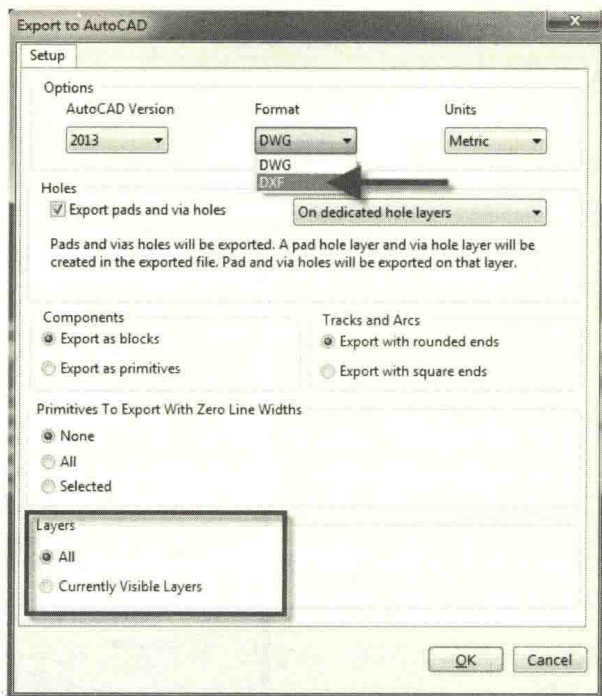 Export to AutoCAD
Setup
Options
AutoCAD Version
Format
Units
2013
DWG
Metric
DWG
DXF
Holes
Export pads and via holes
On dedicated hole layers
Pads and vias holes will be exported. A pad hole layer and via hole layer will be
created in the exported file. Pad and via holes will be exported on that layer.
Components
Export as blocks
Export as primitives
Tracks and Arcs
Export with rounded ends
Export with square ends
Primitives To Export With Zero Line Widths
None
All
Selected
Layers
All
Currently Visible Layers
OK
Cancel